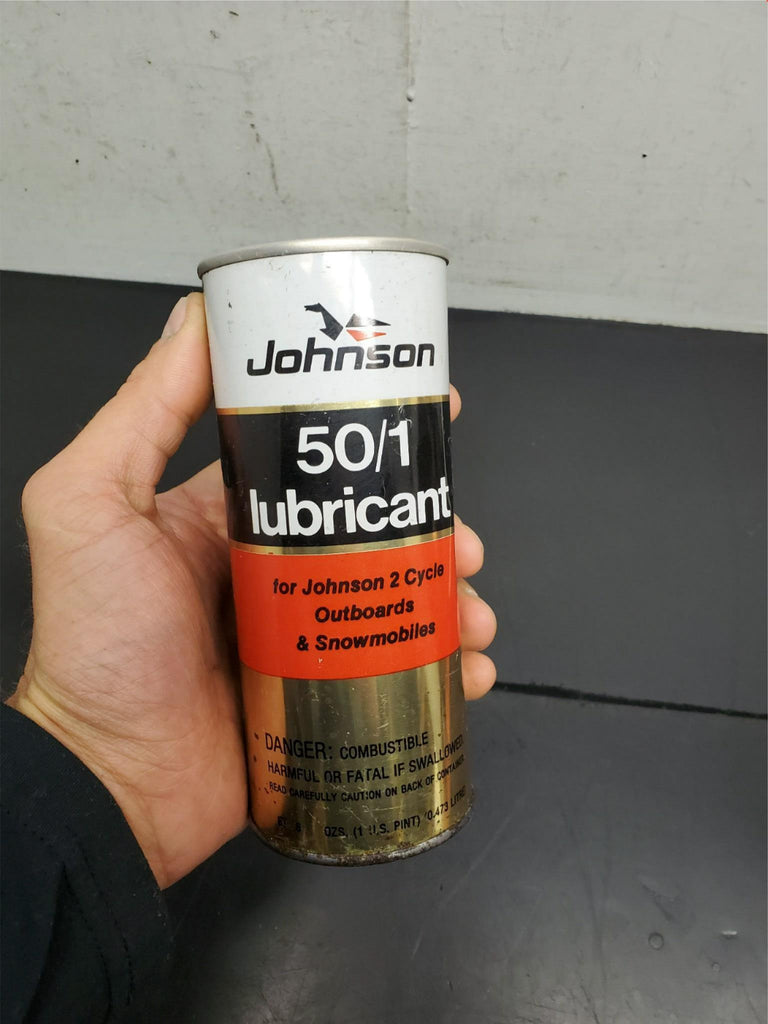 Johnson
50/1
lubricant
for Johnson 2 Cycle
Outboards
& Snowmobiles
DANGER: COMBUSTIBLE
HARMFUL OR FATAL IF SWALLOWED
READ CAREFULLY CAUTION ON BACK OF CONTAINER
OZS. (1 U.S. PINT) 0.473 LITRE